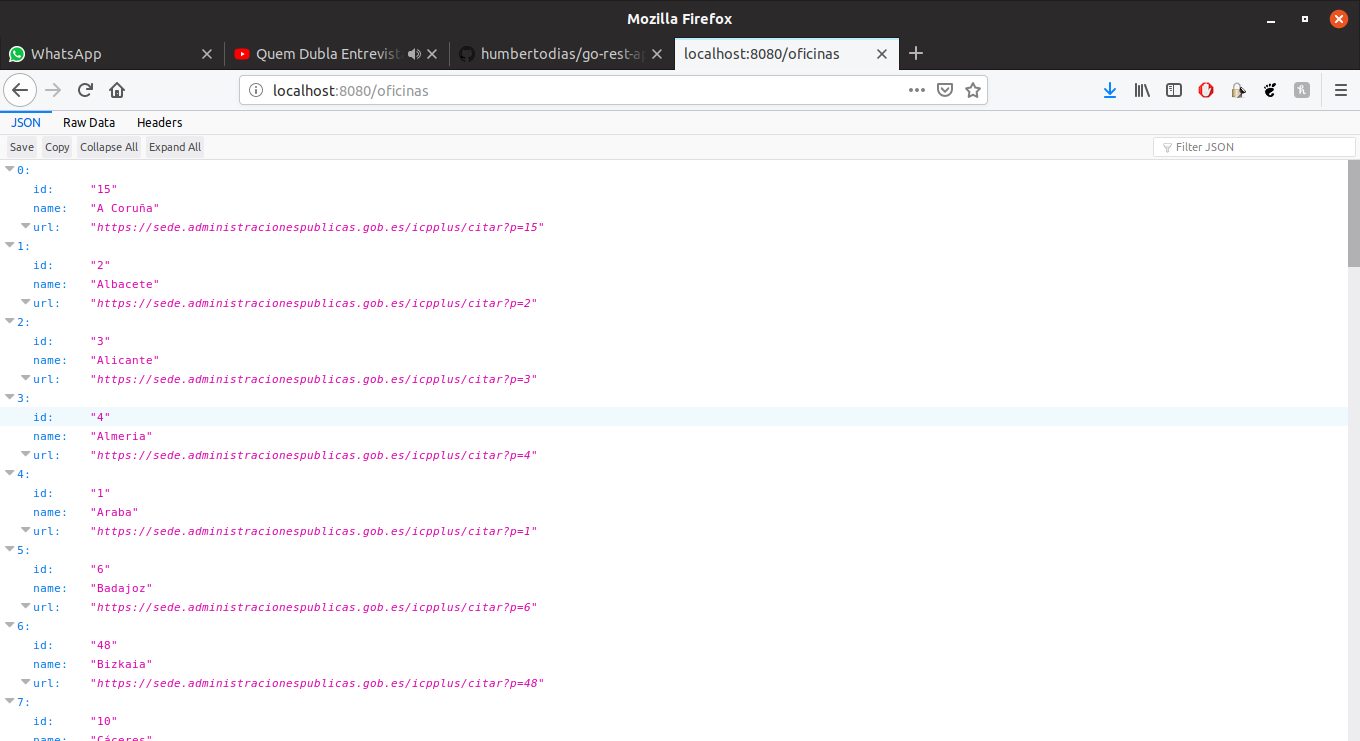 Mozilla Firefox
WhatsApp
Quem Dubla Entrevist
humbertodias/go-rest-a
localhost:8080/oficinas
localhost:8080/oficinas
JSON Raw Data Headers
Save Copy Collapse All Expand All Filter JSON
0:
id: "15"
name: "A Coruña"
url: "https://sede.administracionespublicas.gob.es/icpplus/citar?p=15"
1:
id: "2"
name: "Albacete"
url: "https://sede.administracionespublicas.gob.es/icpplus/citar?p=2"
2:
id: "3"
name: "Alicante"
url: "https://sede.administracionespublicas.gob.es/icpplus/citar?p=3"
3:
id: "4"
name: "Almeria"
url: "https://sede.administracionespublicas.gob.es/icpplus/citar?p=4"
4:
id: "1"
name: "Araba"
url: "https://sede.administracionespublicas.gob.es/icpplus/citar?p=1"
5:
id: "6"
name: "Badajoz"
url: "https://sede.administracionespublicas.gob.es/icpplus/citar?p=6"
6:
id: "48"
name: "Bizkaia"
url: "https://sede.administracionespublicas.gob.es/icpplus/citar?p=48"
7:
id: "10"
name: "Cáceres"